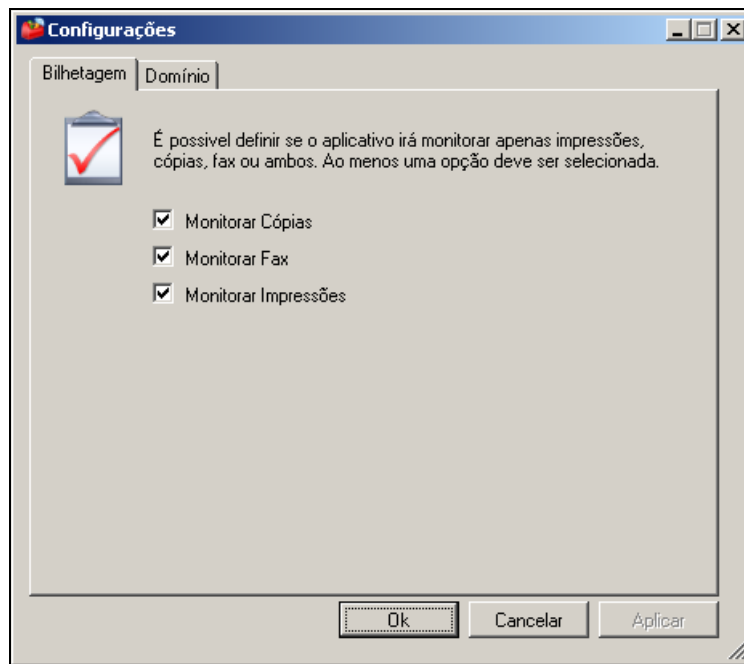 Configurações
Bilhetagem
Domínio
É possivel definir se o aplicativo irá monitorar apenas impressões,
cópias, fax ou ambos. Ao menos uma opção deve ser selecionada.
Monitorar Cópias
Monitorar Fax
Monitorar Impressões
Ok
Cancelar
Aplicar